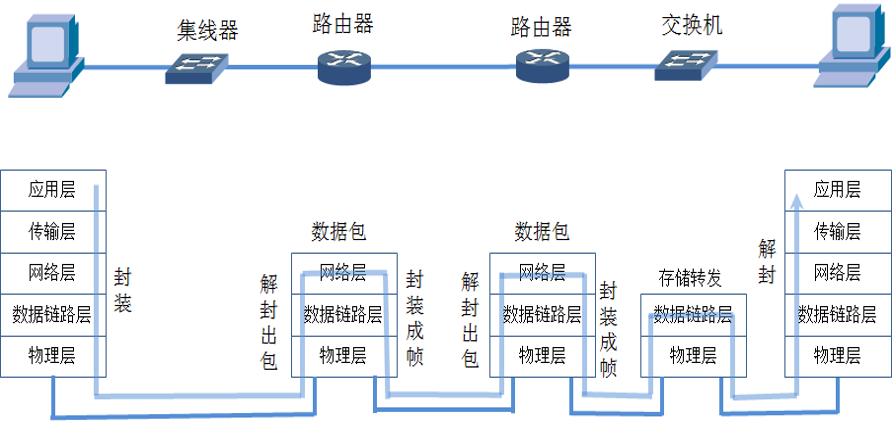 集线器
路由器
路由器
交换机
应用层
传输层
网络层
数据链路层
物理层
封装
解封出包
数据包
网络层
数据链路层
物理层
封装成帧
解封出包
数据包
网络层
数据链路层
物理层
封装成帧
存储转发
数据链路层
物理层
解封
应用层
传输层
网络层
数据链路层
物理层